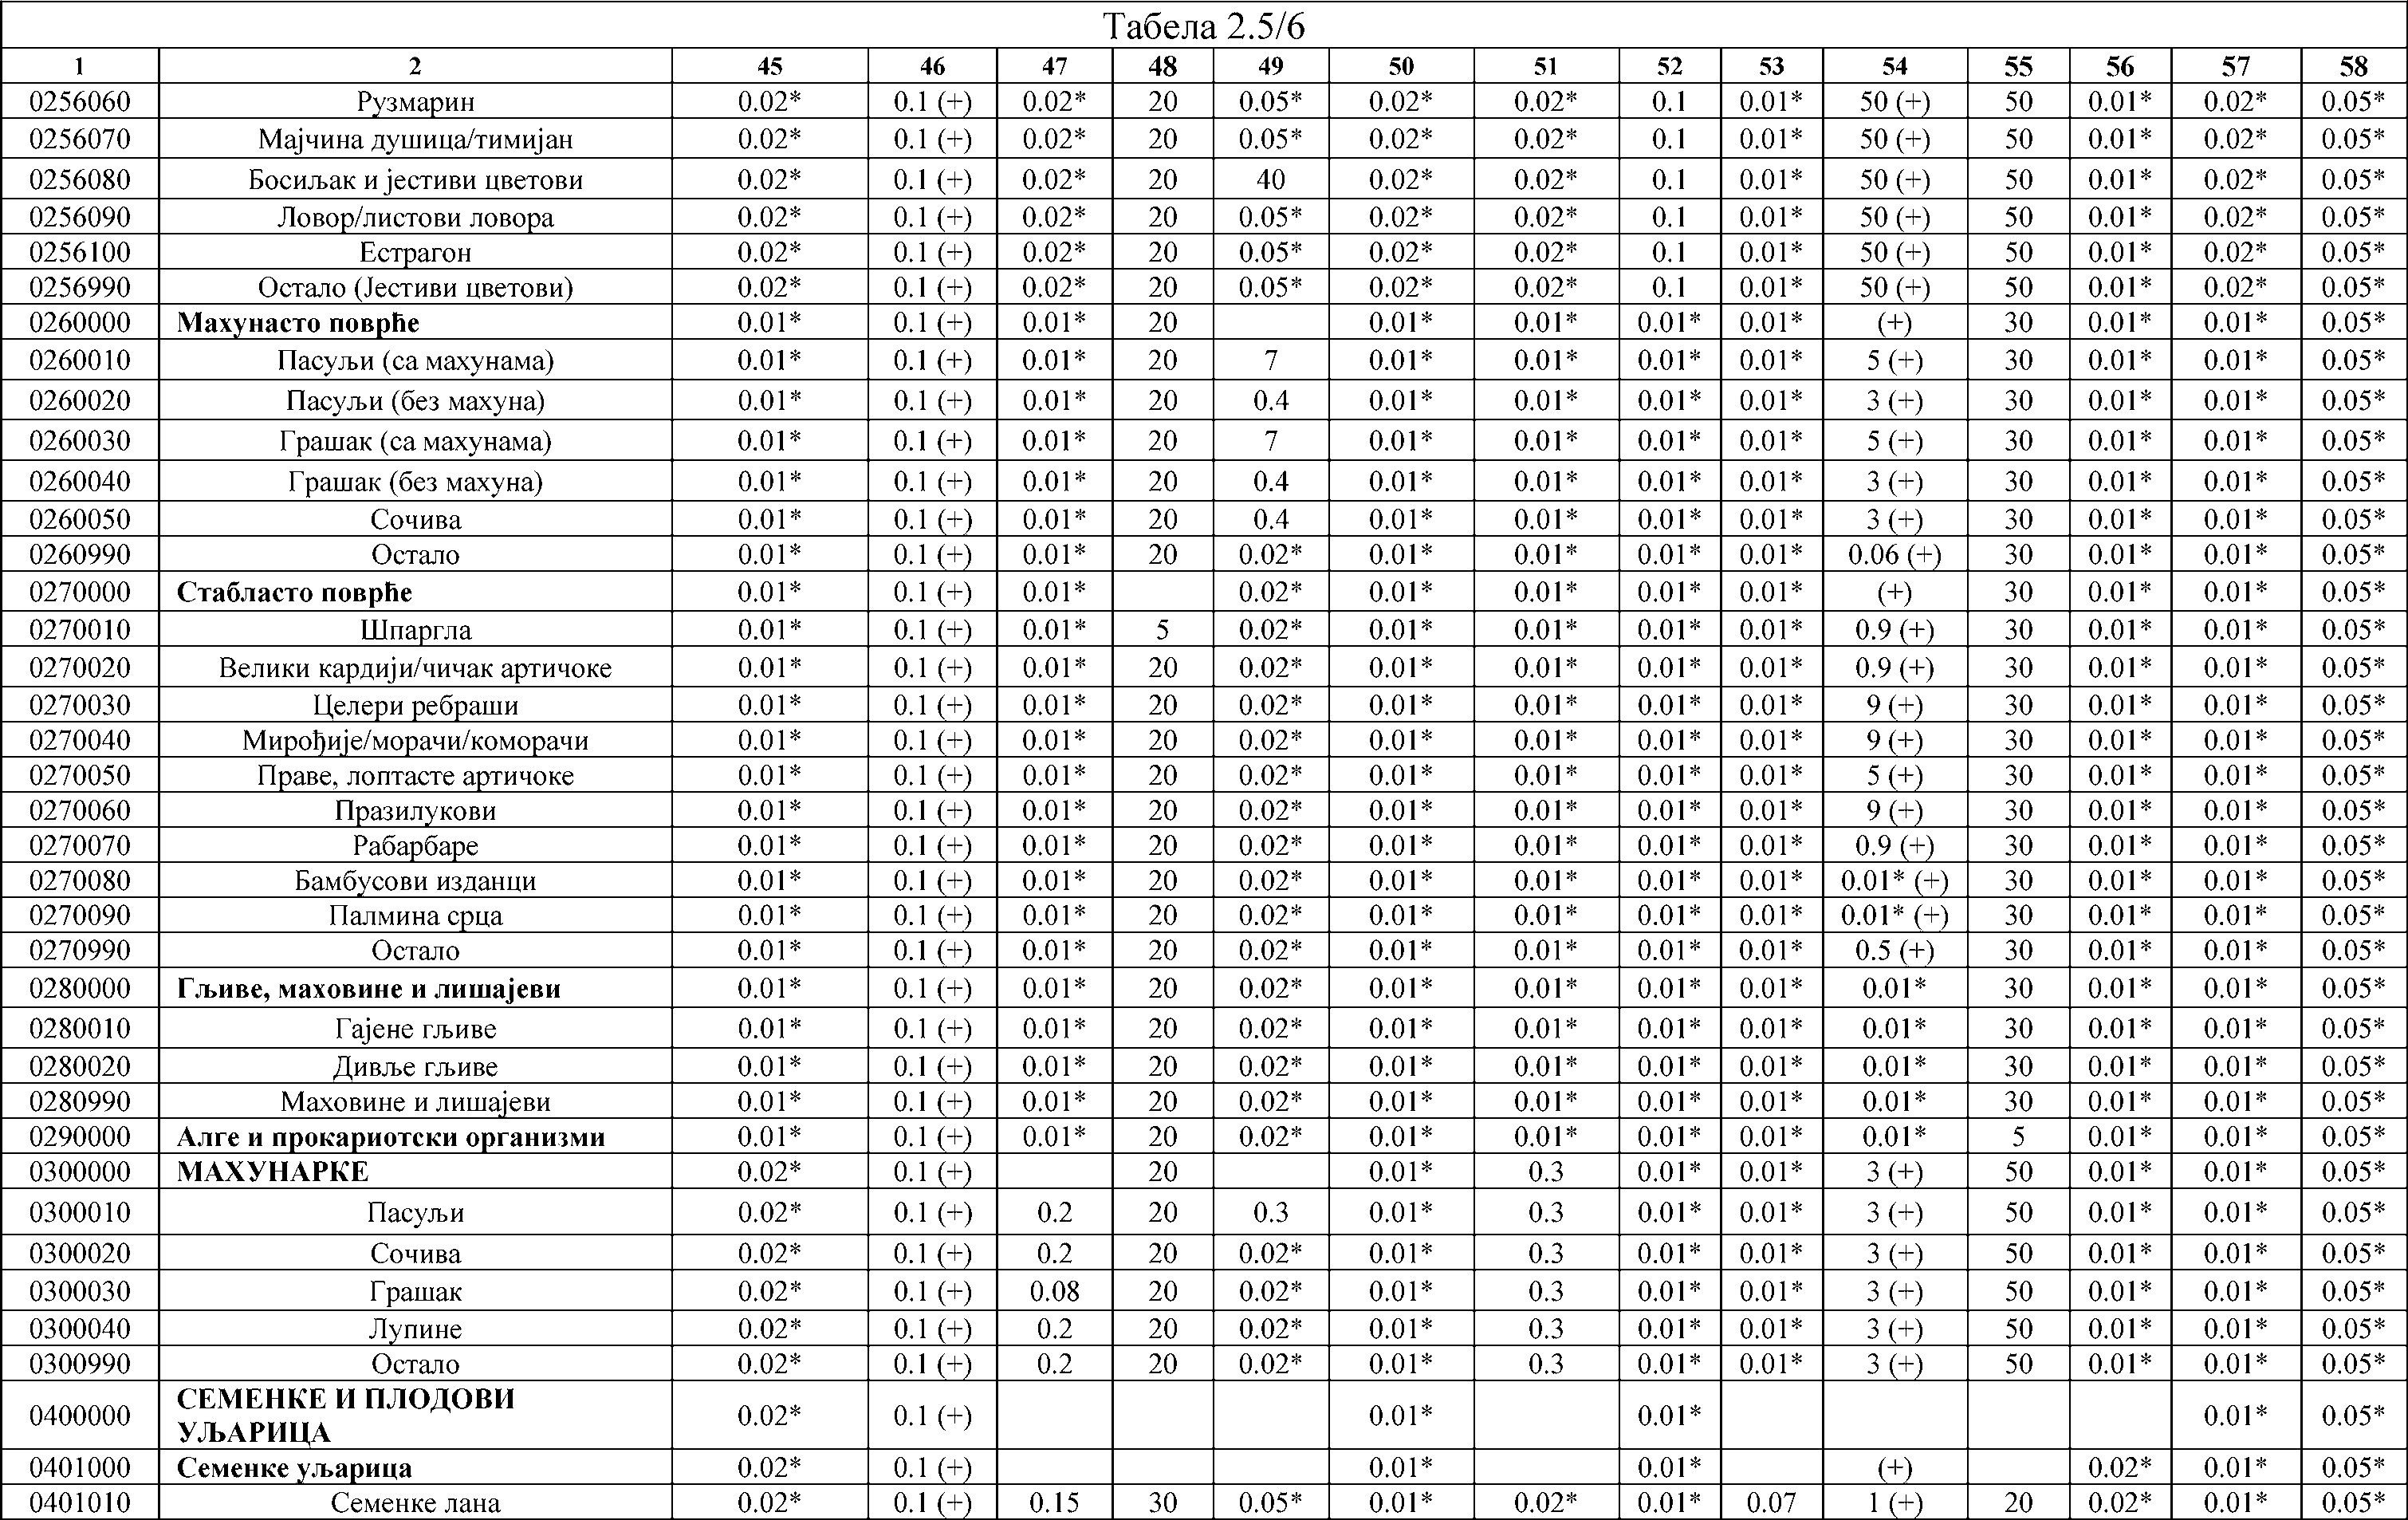 Табела 2.5/6
1 2 45 46 47 48 49 50 51 52 53 54 55 56 57 58
0256060 Рузмарин 0.02* 0.1 (+) 0.02* 20 0.05* 0.02* 0.02* 0.1 0.01* 50 (+) 50 0.01* 0.02* 0.05*
0256070 Мајчина душица/тимијан 0.02* 0.1 (+) 0.02* 20 0.05* 0.02* 0.02* 0.1 0.01* 50 (+) 50 0.01* 0.02* 0.05*
0256080 Босиљак и јестиви цветови 0.02* 0.1 (+) 0.02* 20 40 0.02* 0.02* 0.1 0.01* 50 (+) 50 0.01* 0.02* 0.05*
0256090 Ловор/листови ловора 0.02* 0.1 (+) 0.02* 20 0.05* 0.02* 0.02* 0.1 0.01* 50 (+) 50 0.01* 0.02* 0.05*
0256100 Естрагон 0.02* 0.1 (+) 0.02* 20 0.05* 0.02* 0.02* 0.1 0.01* 50 (+) 50 0.01* 0.02* 0.05*
0256990 Остало (Јестиви цветови) 0.02* 0.1 (+) 0.02* 20 0.05* 0.02* 0.02* 0.1 0.01* 50 (+) 50 0.01* 0.02* 0.05*
0260000 Махунасто поврће 0.01* 0.1 (+) 0.01* 20 0.01* 0.01* 0.01* 0.01* (+) 30 0.01* 0.01* 0.05*
0260010 Пасуљи (са махунама) 0.01* 0.1 (+) 0.01* 20 7 0.01* 0.01* 0.01* 0.01* 5 (+) 30 0.01* 0.01* 0.05*
0260020 Пасуљи (без махуна) 0.01* 0.1 (+) 0.01* 20 0.4 0.01* 0.01* 0.01* 0.01* 3 (+) 30 0.01* 0.01* 0.05*
0260030 Грашак (са махунама) 0.01* 0.1 (+) 0.01* 20 7 0.01* 0.01* 0.01* 0.01* 5 (+) 30 0.01* 0.01* 0.05*
0260040 Грашак (без махуна) 0.01* 0.1 (+) 0.01* 20 0.4 0.01* 0.01* 0.01* 0.01* 3 (+) 30 0.01* 0.01* 0.05*
0260050 Сочива 0.01* 0.1 (+) 0.01* 20 0.4 0.01* 0.01* 0.01* 0.01* 3 (+) 30 0.01* 0.01* 0.05*
0260990 Остало 0.01* 0.1 (+) 0.01* 20 0.02* 0.01* 0.01* 0.01* 0.01* 0.06 (+) 30 0.01* 0.01* 0.05*
0270000 Стабласто поврће 0.01* 0.1 (+) 0.01* 0.02* 0.01* 0.01* 0.01* 0.01* (+) 30 0.01* 0.01* 0.05*
0270010 Шпаргла 0.01* 0.1 (+) 0.01* 5 0.02* 0.01* 0.01* 0.01* 0.01* 0.9 (+) 30 0.01* 0.01* 0.05*
0270020 Велики кардији/чичак артичоке 0.01* 0.1 (+) 0.01* 20 0.02* 0.01* 0.01* 0.01* 0.01* 0.9 (+) 30 0.01* 0.01* 0.05*
0270030 Целери ребраши 0.01* 0.1 (+) 0.01* 20 0.02* 0.01* 0.01* 0.01* 0.01* 9 (+) 30 0.01* 0.01* 0.05*
0270040 Мирођије/морачи/коморачи 0.01* 0.1 (+) 0.01* 20 0.02* 0.01* 0.01* 0.01* 0.01* 9 (+) 30 0.01* 0.01* 0.05*
0270050 Праве, лоптасте артичоке 0.01* 0.1 (+) 0.01* 20 0.02* 0.01* 0.01* 0.01* 0.01* 5 (+) 30 0.01* 0.01* 0.05*
0270060 Празилукови 0.01* 0.1 (+) 0.01* 20 0.02* 0.01* 0.01* 0.01* 0.01* 9 (+) 30 0.01* 0.01* 0.05*
0270070 Рабарбаре 0.01* 0.1 (+) 0.01* 20 0.02* 0.01* 0.01* 0.01* 0.01* 0.9 (+) 30 0.01* 0.01* 0.05*
0270080 Бамбусови изданци 0.01* 0.1 (+) 0.01* 20 0.02* 0.01* 0.01* 0.01* 0.01* 0.01* (+) 30 0.01* 0.01* 0.05*
0270090 Палмина срца 0.01* 0.1 (+) 0.01* 20 0.02* 0.01* 0.01* 0.01* 0.01* 0.01* (+) 30 0.01* 0.01* 0.05*
0270990 Остало 0.01* 0.1 (+) 0.01* 20 0.02* 0.01* 0.01* 0.01* 0.01* 0.5 (+) 30 0.01* 0.01* 0.05*
0280000 Гљиве, маховине и лишајеви 0.01* 0.1 (+) 0.01* 20 0.02* 0.01* 0.01* 0.01* 0.01* 0.01* 30 0.01* 0.01* 0.05*
0280010 Гајене гљиве 0.01* 0.1 (+) 0.01* 20 0.02* 0.01* 0.01* 0.01* 0.01* 0.01* 30 0.01* 0.01* 0.05*
0280020 Дивље гљиве 0.01* 0.1 (+) 0.01* 20 0.02* 0.01* 0.01* 0.01* 0.01* 0.01* 30 0.01* 0.01* 0.05*
0280990 Маховине и лишајеви 0.01* 0.1 (+) 0.01* 20 0.02* 0.01* 0.01* 0.01* 0.01* 0.01* 30 0.01* 0.01* 0.05*
0290000 Алге и прокариотски организми 0.01* 0.1 (+) 0.01* 20 0.02* 0.01* 0.01* 0.01* 0.01* 0.01* 5 0.01* 0.01* 0.05*
0300000 МАХУНАРКЕ 0.02* 0.1 (+) 20 0.01* 0.3 0.01* 0.01* 3 (+) 50 0.01* 0.01* 0.05*
0300010 Пасуљи 0.02* 0.1 (+) 0.2 20 0.3 0.01* 0.3 0.01* 0.01* 3 (+) 50 0.01* 0.01* 0.05*
0300020 Сочива 0.02* 0.1 (+) 0.2 20 0.02* 0.01* 0.3 0.01* 0.01* 3 (+) 50 0.01* 0.01* 0.05*
0300030 Грашак 0.02* 0.1 (+) 0.08 20 0.02* 0.01* 0.3 0.01* 0.01* 3 (+) 50 0.01* 0.01* 0.05*
0300040 Лупине 0.02* 0.1 (+) 0.2 20 0.02* 0.01* 0.3 0.01* 0.01* 3 (+) 50 0.01* 0.01* 0.05*
0300990 Остало 0.02* 0.1 (+) 0.2 20 0.02* 0.01* 0.3 0.01* 0.01* 3 (+) 50 0.01* 0.01* 0.05*
0400000 СЕМЕНКЕ И ПЛОДОВИ
УЉАРИЦА 0.02* 0.1 (+) 0.01* 0.01* 0.01* 0.05*
0401000 Семенке уљарица 0.02* 0.1 (+) 0.01* 0.01* (+) 0.02* 0.01* 0.05*
0401010 Семенке лана 0.02* 0.1 (+) 0.15 30 0.05* 0.01* 0.02* 0.01* 0.07 1 (+) 20 0.02* 0.01* 0.05*